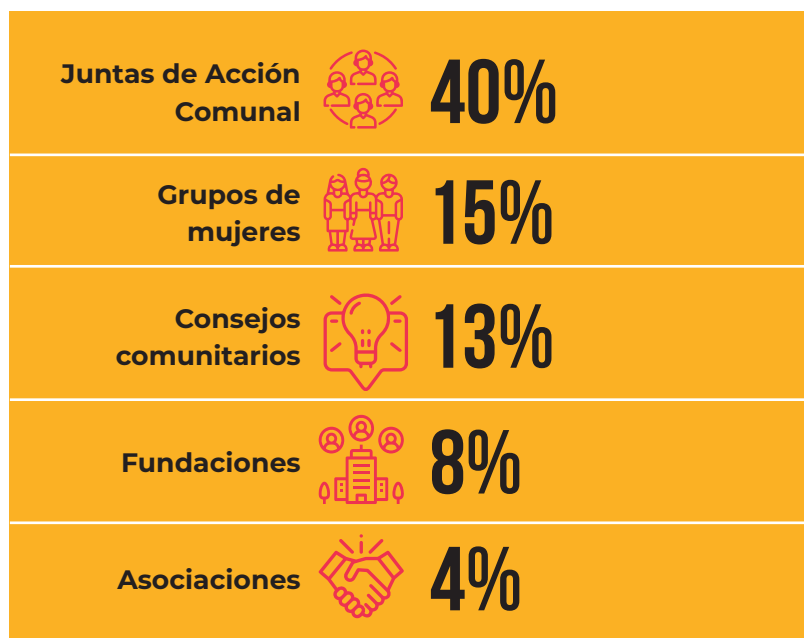 Juntas de Acción
Comunal
40%
Grupos de
mujeres
15%
Consejos
comunitarios
13%
Fundaciones
8%
Asociaciones
4%